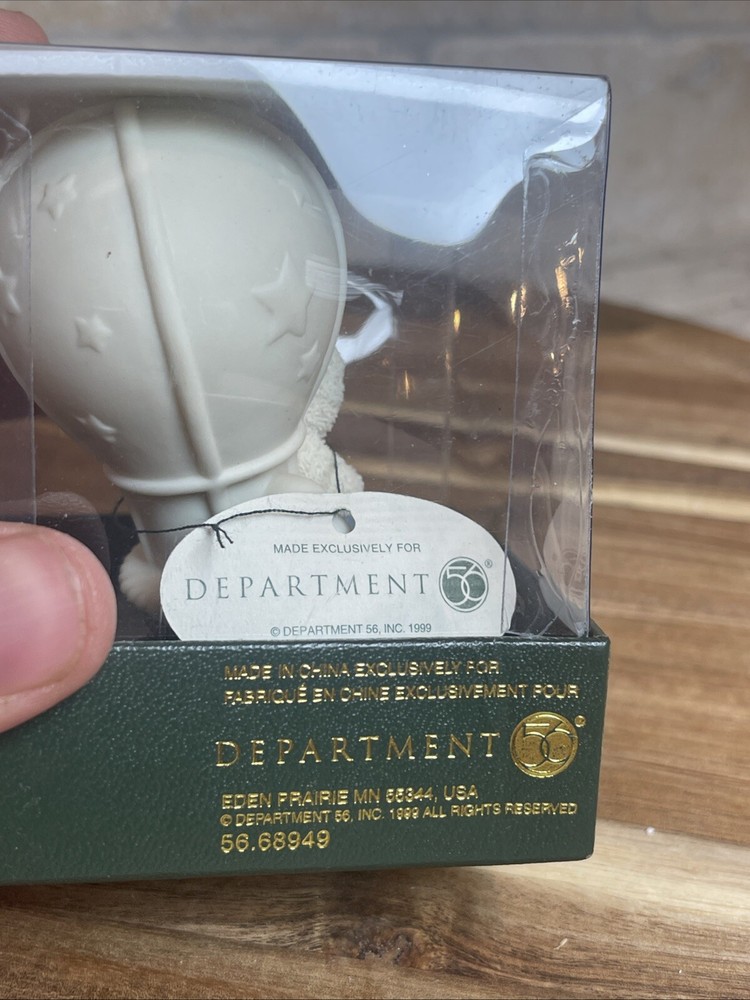 MADE EXCLUSIVELY FOR
DEPARTMENT 56®
© DEPARTMENT 56, INC. 1999
MADE IN CHINA EXCLUSIVELY FOR
FABRIQUÉ EN CHINE EXCLUSIVEMENT POUR
DEPARTMENT 56®
EDEN PRAIRIE MN 55344, USA
© DEPARTMENT 56, INC. 1999 ALL RIGHTS RESERVED
56.68949